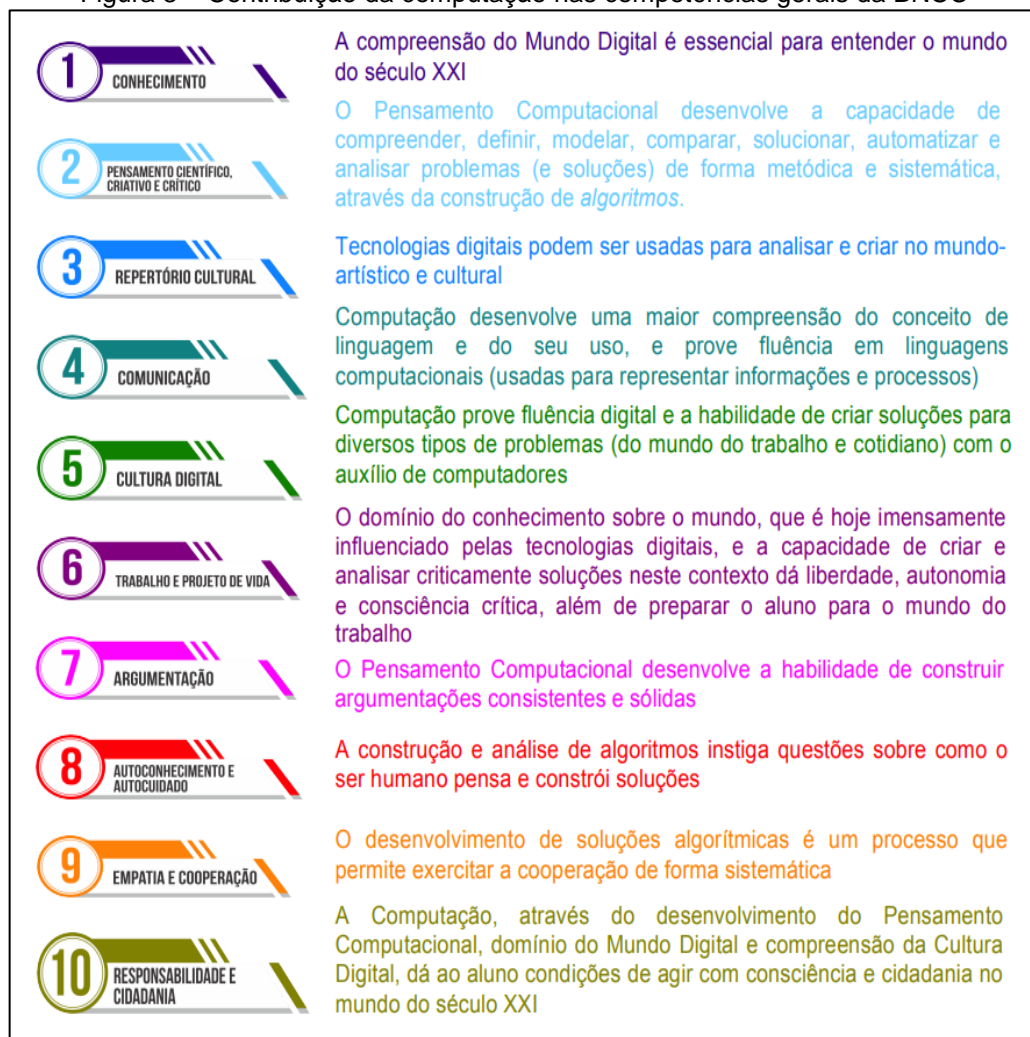 1
CONHECIMENTO
A compreensão do Mundo Digital é essencial para entender o mundo
do século XXI
2
PENSAMENTO CIENTÍFICO,
CRIATIVO E CRÍTICO
O Pensamento Computacional desenvolve a capacidade de
compreender, definir, modelar, comparar, solucionar, automatizar e
analisar problemas (e soluções) de forma metódica e sistemática,
através da construção de algoritmos.
3
REPERTÓRIO CULTURAL
Tecnologias digitais podem ser usadas para analisar e criar no mundo-
artístico e cultural
4
COMUNICAÇÃO
Computação desenvolve uma maior compreensão do conceito de
linguagem e do seu uso, e prove fluência em linguagens
computacionais (usadas para representar informações e processos)
5
CULTURA DIGITAL
Computação prove fluência digital e a habilidade de criar soluções para
diversos tipos de problemas (do mundo do trabalho e cotidiano) com o
auxílio de computadores
6
TRABALHO E PROJETO DE VIDA
O domínio do conhecimento sobre o mundo, que é hoje imensamente
influenciado pelas tecnologias digitais, e a capacidade de criar e
analisar criticamente soluções neste contexto dá liberdade, autonomia
e consciência crítica, além de preparar o aluno para o mundo do
trabalho
7
ARGUMENTAÇÃO
O Pensamento Computacional desenvolve a habilidade de construir
argumentações consistentes e sólidas
8
AUTOCONHECIMENTO E
AUTOCUIDADO
A construção e análise de algoritmos instiga questões sobre como o
ser humano pensa e constrói soluções
9
EMPATIA E COOPERAÇÃO
O desenvolvimento de soluções algorítmicas é um processo que
permite exercitar a cooperação de forma sistemática
10
RESPONSABILIDADE E
CIDADANIA
A Computação, através do desenvolvimento do Pensamento
Computacional, domínio do Mundo Digital e compreensão da Cultura
Digital, dá ao aluno condições de agir com consciência e cidadania no
mundo do século XXI